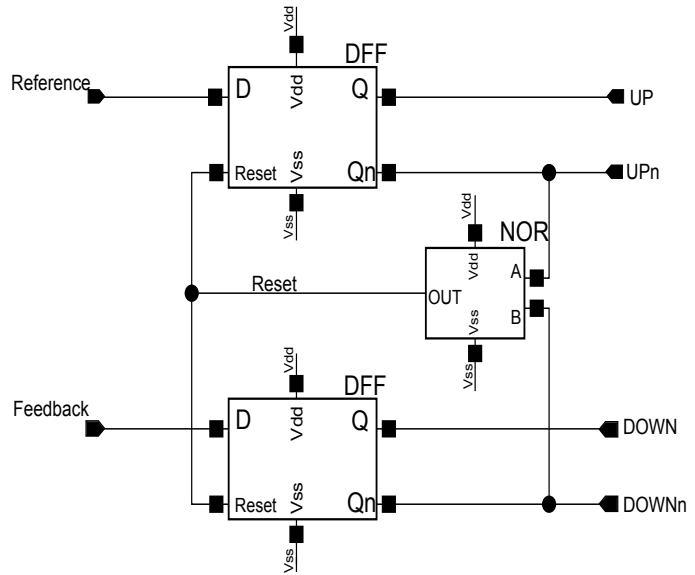 Vdd
DFF
Reference
D
Vdd
Q
UP
Reset
Vss
Qn
UPn
Vss
Vdd
NOR
Vdd
A
Reset
OUT
B
Vss
Vss
Vdd
DFF
Feedback
D
Vdd
Q
DOWN
Reset
Vss
Qn
DOWNn
Vss